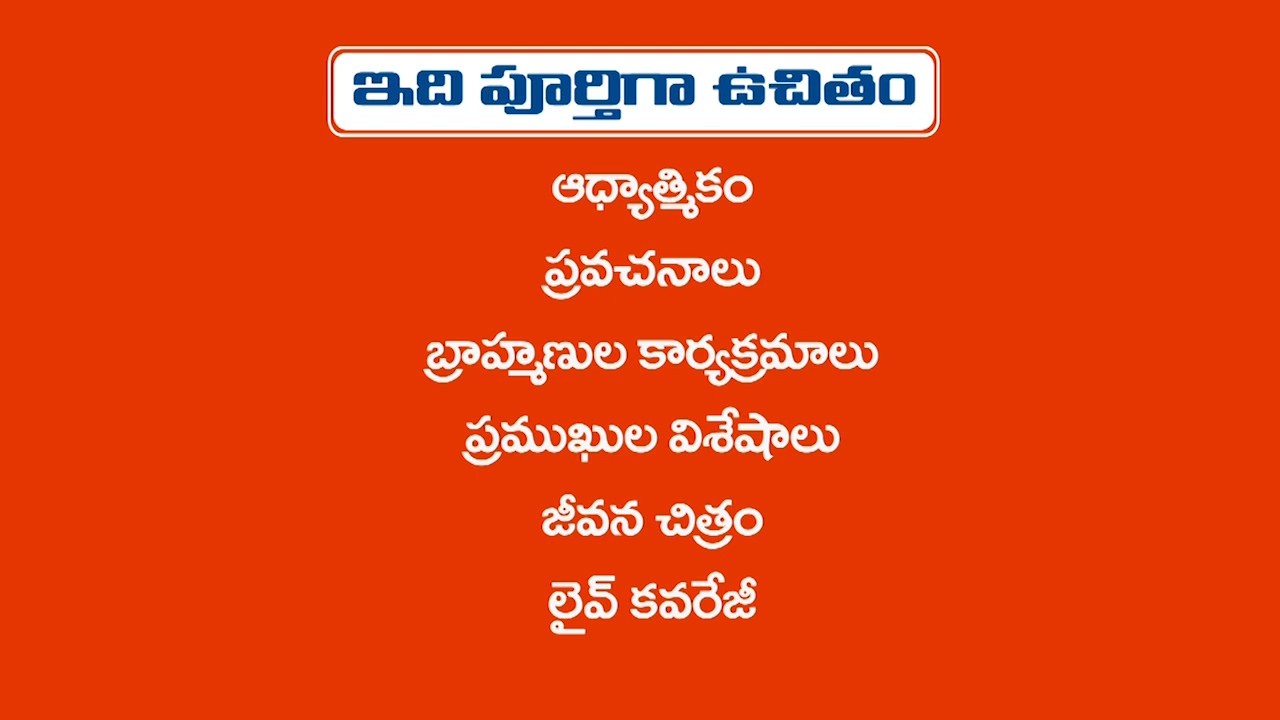 ఇది పూర్తిగా ఉచితం
ఆధ్యాత్మికం
ప్రవచనాలు
బ్రాహ్మణుల కార్యక్రమాలు
ప్రముఖుల విశేషాలు
జీవన చిత్రం
లైవ్ కవరేజీ